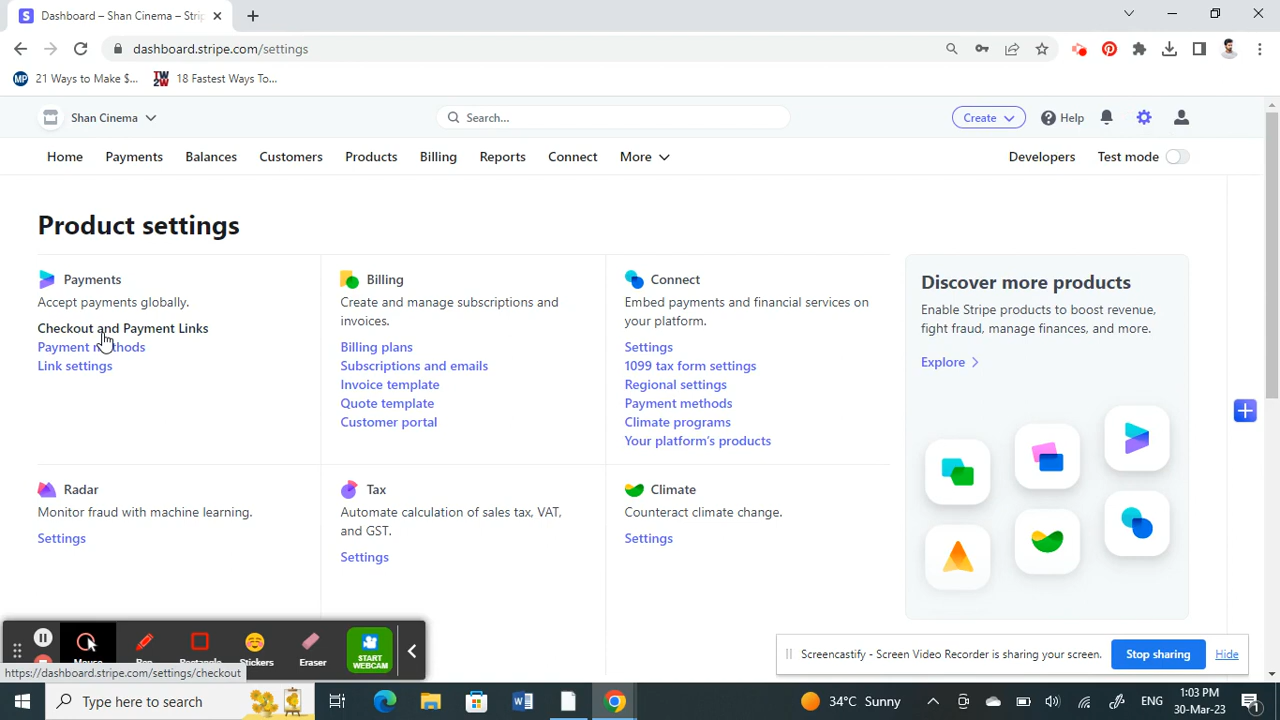 Dashboard – Shan Cinema – Stri
dashboard.stripe.com/settings
21 Ways to Make $...
18 Fastest Ways To...
Shan Cinema
Search...
Create
Help
Home
Payments
Balances
Customers
Products
Billing
Reports
Connect
More
Developers
Test mode
Product settings
Payments
Accept payments globally.
Checkout and Payment Links
Payment methods
Link settings
Billing
Create and manage subscriptions and
invoices.
Billing plans
Subscriptions and emails
Invoice template
Quote template
Customer portal
Connect
Embed payments and financial services on
your platform.
Settings
1099 tax form settings
Regional settings
Payment methods
Climate programs
Your platform's products
Discover more products
Enable Stripe products to boost revenue,
fight fraud, manage finances, and more.
Explore
Radar
Monitor fraud with machine learning.
Settings
Tax
Automate calculation of sales tax, VAT,
and GST.
Settings
Climate
Counteract climate change.
Settings
Mouse
Pen
Rectangle
Stickers
Eraser
START
WEBCAM
Screencastify - Screen Video Recorder is sharing your screen.
Stop sharing
Hide
https://dashboard.stripe.com/settings/checkout
Type here to search
34°C Sunny
ENG
1:03 PM
30-Mar-23